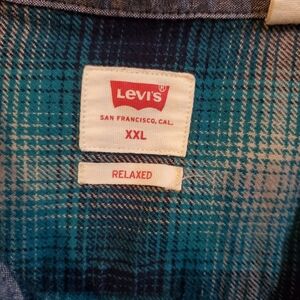 LEVI'S®
SAN FRANCISCO, CAL.
XXL
RELAXED